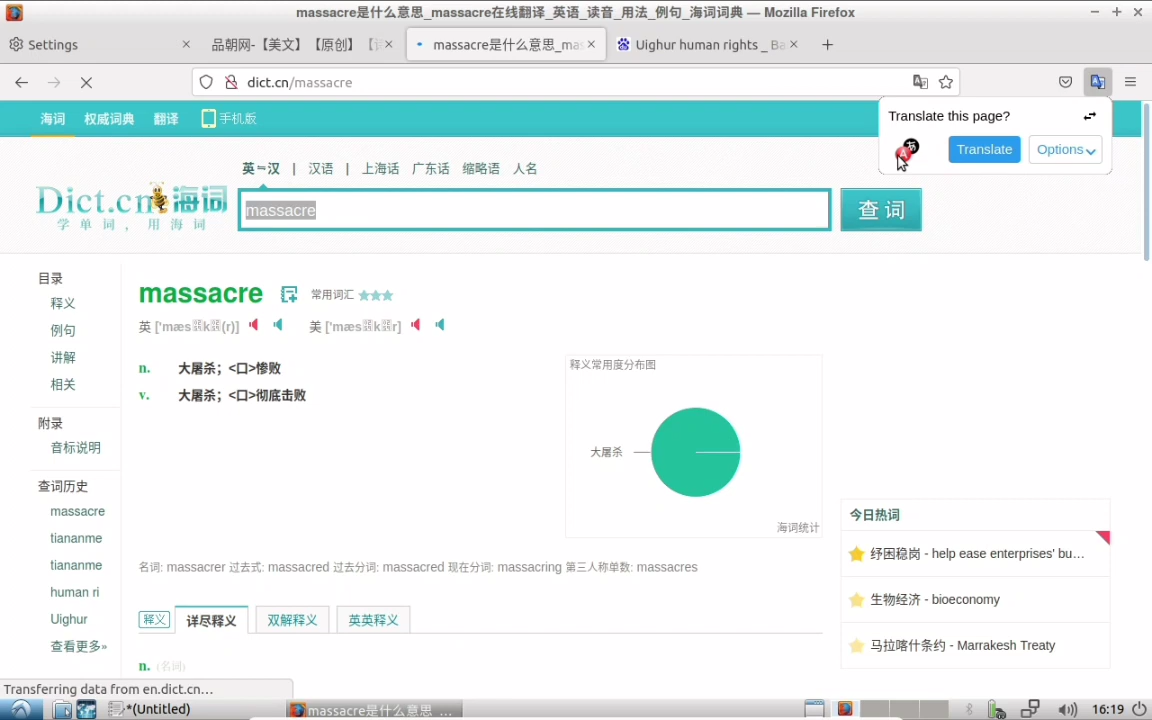 massacre是什么意思_massacre在线翻译_英语_读音_用法_例句_海词词典 — Mozilla Firefox
Settings
品朝网-【美文】【原创】
massacre是什么意思_mas
Uighur human rights _ Ba
dict.cn/massacre
海词 权威词典 翻译 手机版
Translate this page?
Translate
Options
英 汉 | 汉语 | 上海话 广东话 缩略语 人名
Dict.cn 海词
学单词，用海词
massacre
查词
目录
释义
例句
讲解
相关
附录
音标说明
查词历史
massacre
tiananme
tiananme
human ri
Uighur
查看更多»
massacre 常用词汇
英 ['mæs k (r)] 美 ['mæs k r]
n. 大屠杀；<口>惨败
v. 大屠杀；<口>彻底击败
释义常用度分布图
大屠杀
海词统计
名词: massacrer 过去式: massacred 过去分词: massacred 现在分词: massacring 第三人称单数: massacres
释义 详尽释义 双解释义 英英释义
n. (名词)
今日热词
纾困稳岗 - help ease enterprises' bu…
生物经济 - bioeconomy
马拉喀什条约 - Marrakesh Treaty
Transferring data from en.dict.cn…
*(Untitled)
massacre是什么意思_...
16:19